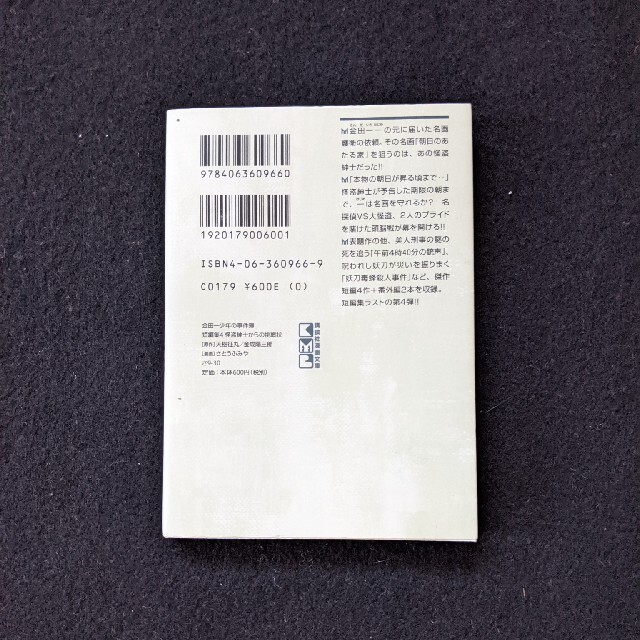 9784063609660
1920179006001
ISBN4-06-360966-9
C0179 ¥600E (0)
金田一少年の事件簿
短編集4 怪盗紳士からの挑戦状
[原作]天樹征丸/金成陽三郎
[漫画]さとうふみや
さ9-30
定価:本体600円(税別)
金田一一の元に届いた名画
護衛の依頼。その名画「朝日のあ
たる家」を狙うのは、あの怪盗
紳士だった!!
「本物の朝日が昇る頃まで…」
怪盗紳士が予告した期限の朝ま
で、一は名画を守れるか? 名
探偵VS大怪盗、2人のプライド
を懸けた頭脳戦が幕を開ける!!
表題作の他、美人刑事の謎の
死を追う「午前4時40分の銃声」、
呪われし妖刀が災いを振りまく
「妖刀毒蜂殺人事件」など、傑作
短編4作+番外編2本を収録。
短編集ラストの第4弾!!
講談社漫画文庫
KMC